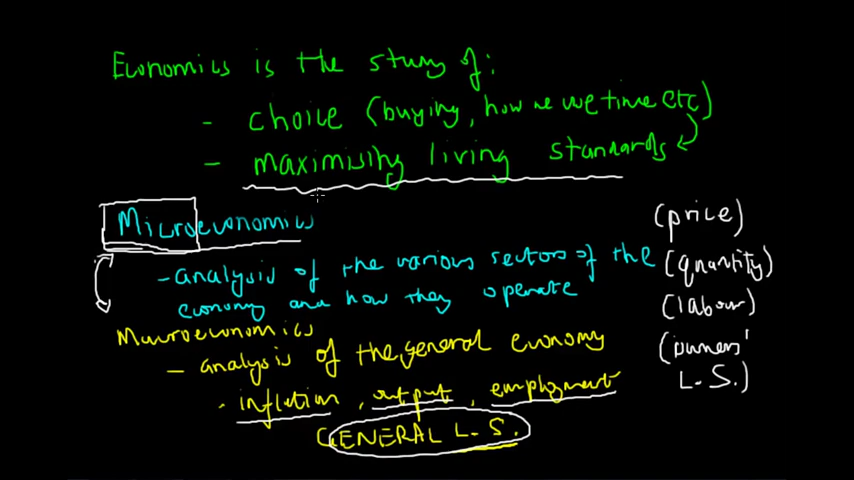 Economics is the study of:
- choice (buying, how we use time etc)
- maximising living standards
Microeconomics
(price)
- analysis of the various sectors of the
(quantity)
economy and how they operate
(labour)
Macroeconomics
- analysis of the general economy
(owners'
L.S.)
. inflation, output, employment
GENERAL L.S.